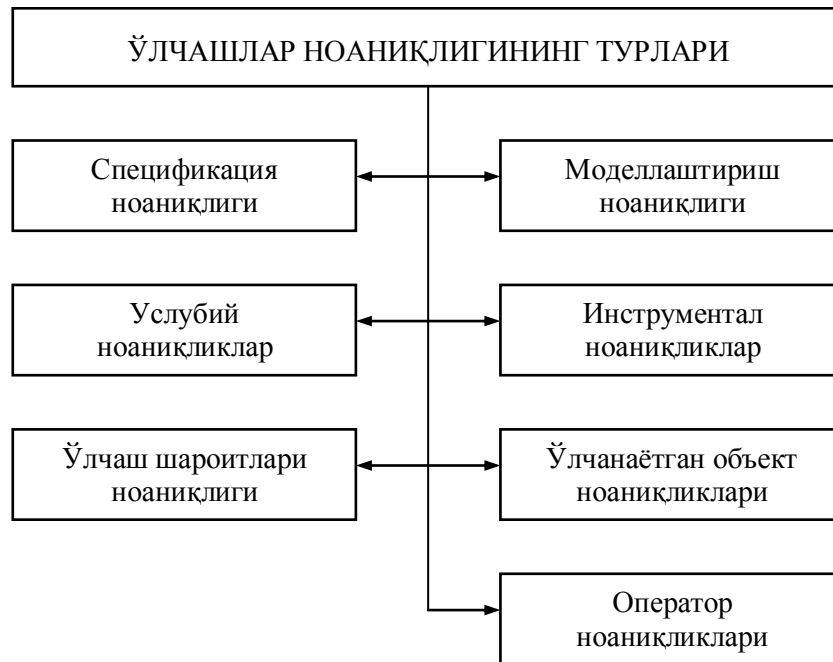 ЎЛЧАШЛАР НОАНИҚЛИГИНИНГ ТУРЛАРИ
Спецификация
ноаниқлиги
Моделлаштириш
ноаниқлиги
Услубий
ноаниқликлар
Инструментал
ноаниқликлар
Ўлчаш шароитлари
ноаниқлиги
Ўлчанаётган объект
ноаниқликлари
Оператор
ноаниқликлари